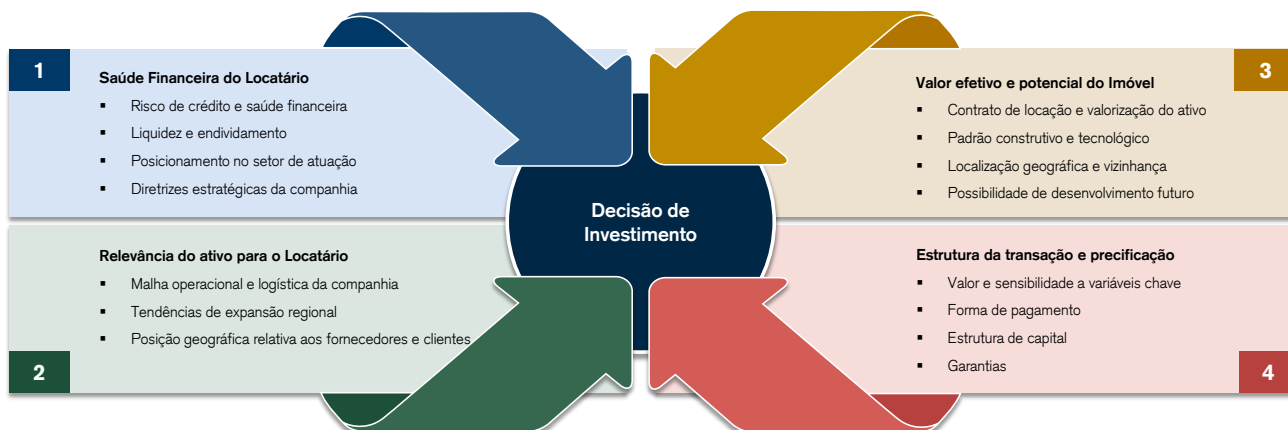 1
Saúde Financeira do Locatário
▪ Risco de crédito e saúde financeira
▪ Liquidez e endividamento
▪ Posicionamento no setor de atuação
▪ Diretrizes estratégicas da companhia
2
Relevância do ativo para o Locatário
▪ Malha operacional e logística da companhia
▪ Tendências de expansão regional
▪ Posição geográfica relativa aos fornecedores e clientes
Decisão de
Investimento
3
Valor efetivo e potencial do Imóvel
▪ Contrato de locação e valorização do ativo
▪ Padrão construtivo e tecnológico
▪ Localização geográfica e vizinhança
▪ Possibilidade de desenvolvimento futuro
4
Estrutura da transação e precificação
▪ Valor e sensibilidade a variáveis chave
▪ Forma de pagamento
▪ Estrutura de capital
▪ Garantias